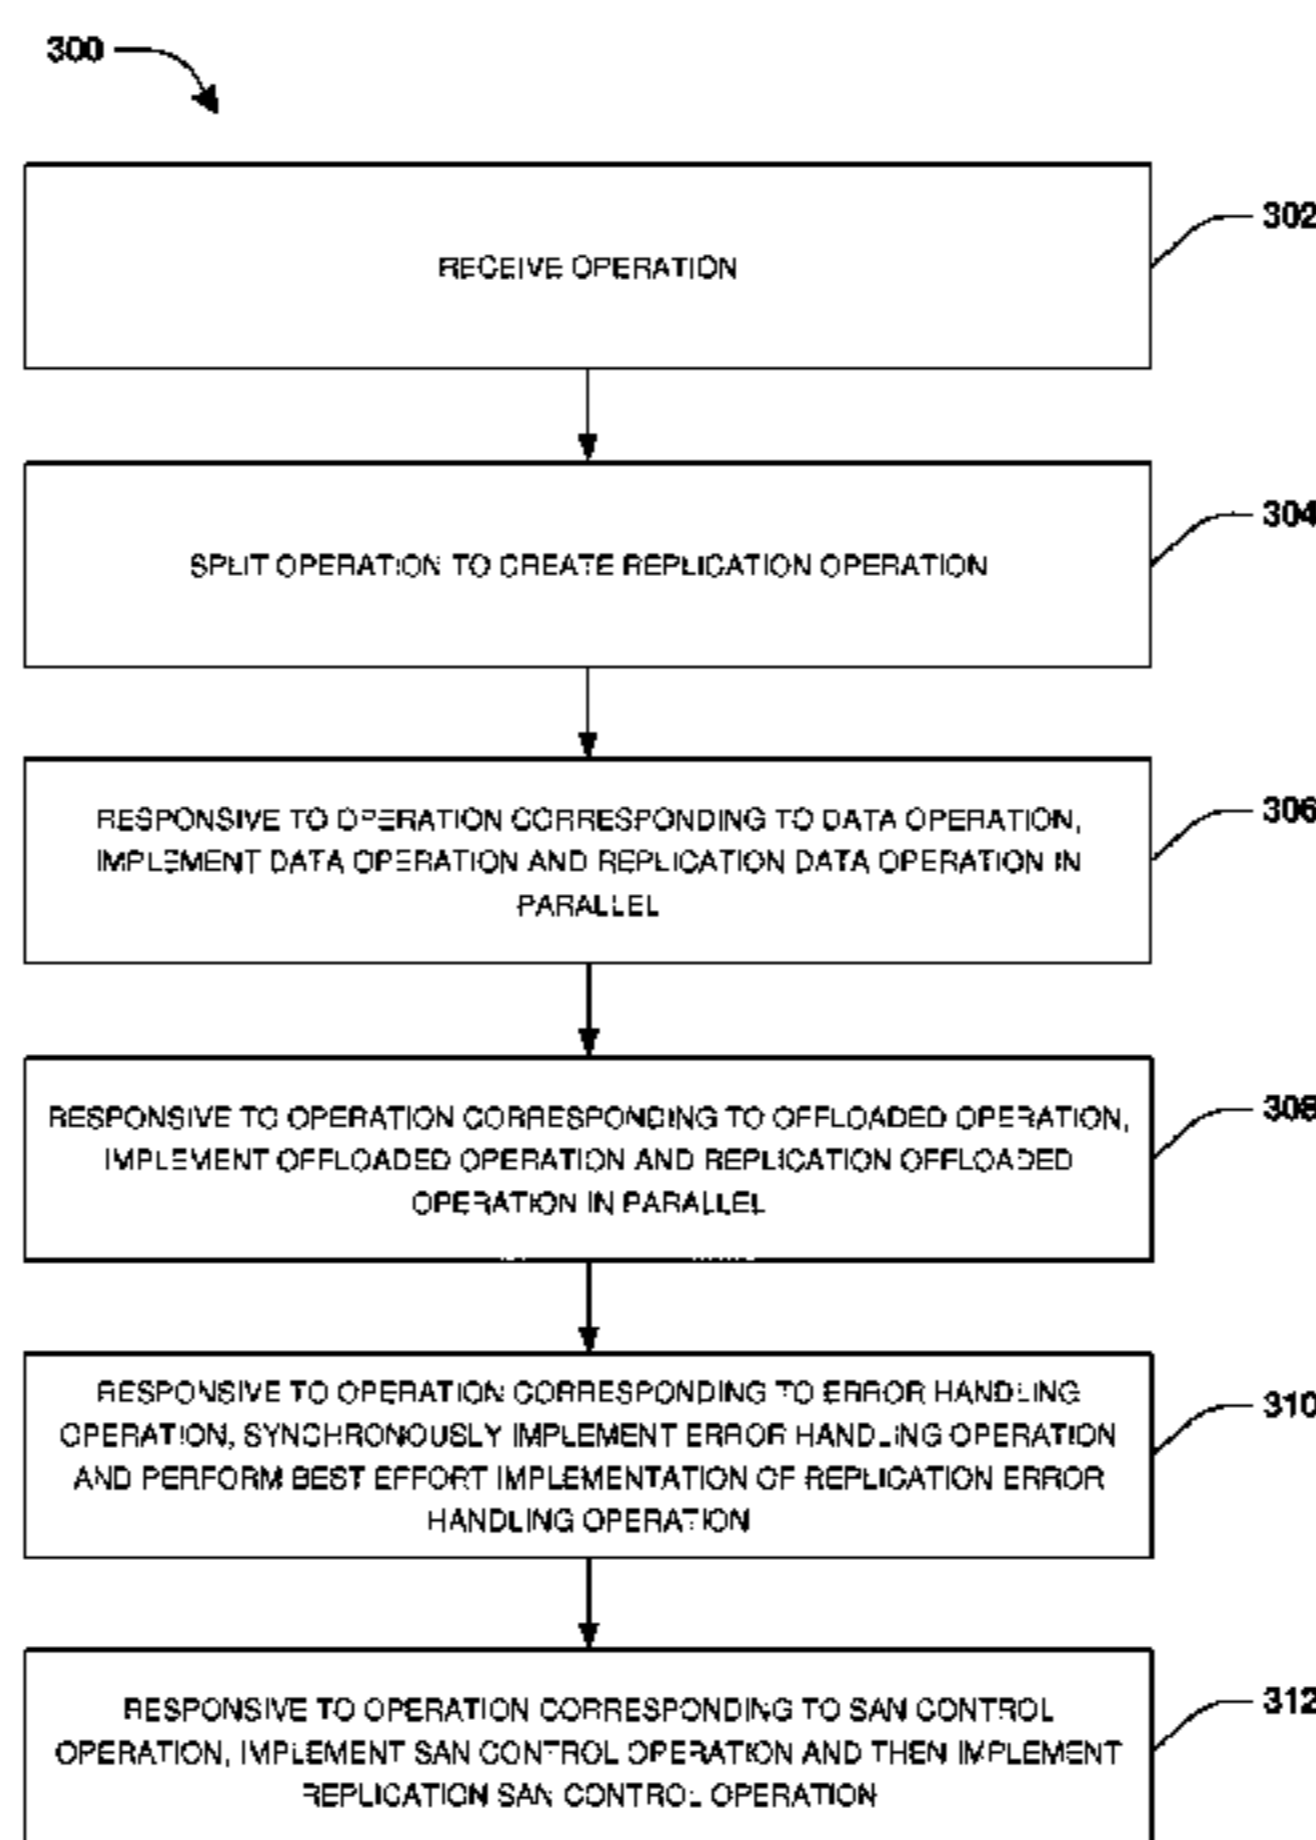 300
302
RECEIVE OPERATION
304
SPLIT OPERATION TO CREATE REPLICATION OPERATION
306
RESPONSIVE TO OPERATION CORRESPONDING TO DATA OPERATION,
IMPLEMENT DATA OPERATION AND REPLICATION DATA OPERATION IN
PARALLEL
308
RESPONSIVE TO OPERATION CORRESPONDING TO OFFLOADED OPERATION,
IMPLEMENT OFFLOADED OPERATION AND REPLICATION OFFLOADED
OPERATION IN PARALLEL
310
RESPONSIVE TO OPERATION CORRESPONDING TO ERROR HANDLING
OPERATION, SYNCHRONOUSLY IMPLEMENT ERROR HANDLING OPERATION
AND PERFORM BEST EFFORT IMPLEMENTATION OF REPLICATION ERROR
HANDLING OPERATION
312
RESPONSIVE TO OPERATION CORRESPONDING TO SAN CONTROL
OPERATION, IMPLEMENT SAN CONTROL OPERATION AND THEN IMPLEMENT
REPLICATION SAN CONTROL OPERATION